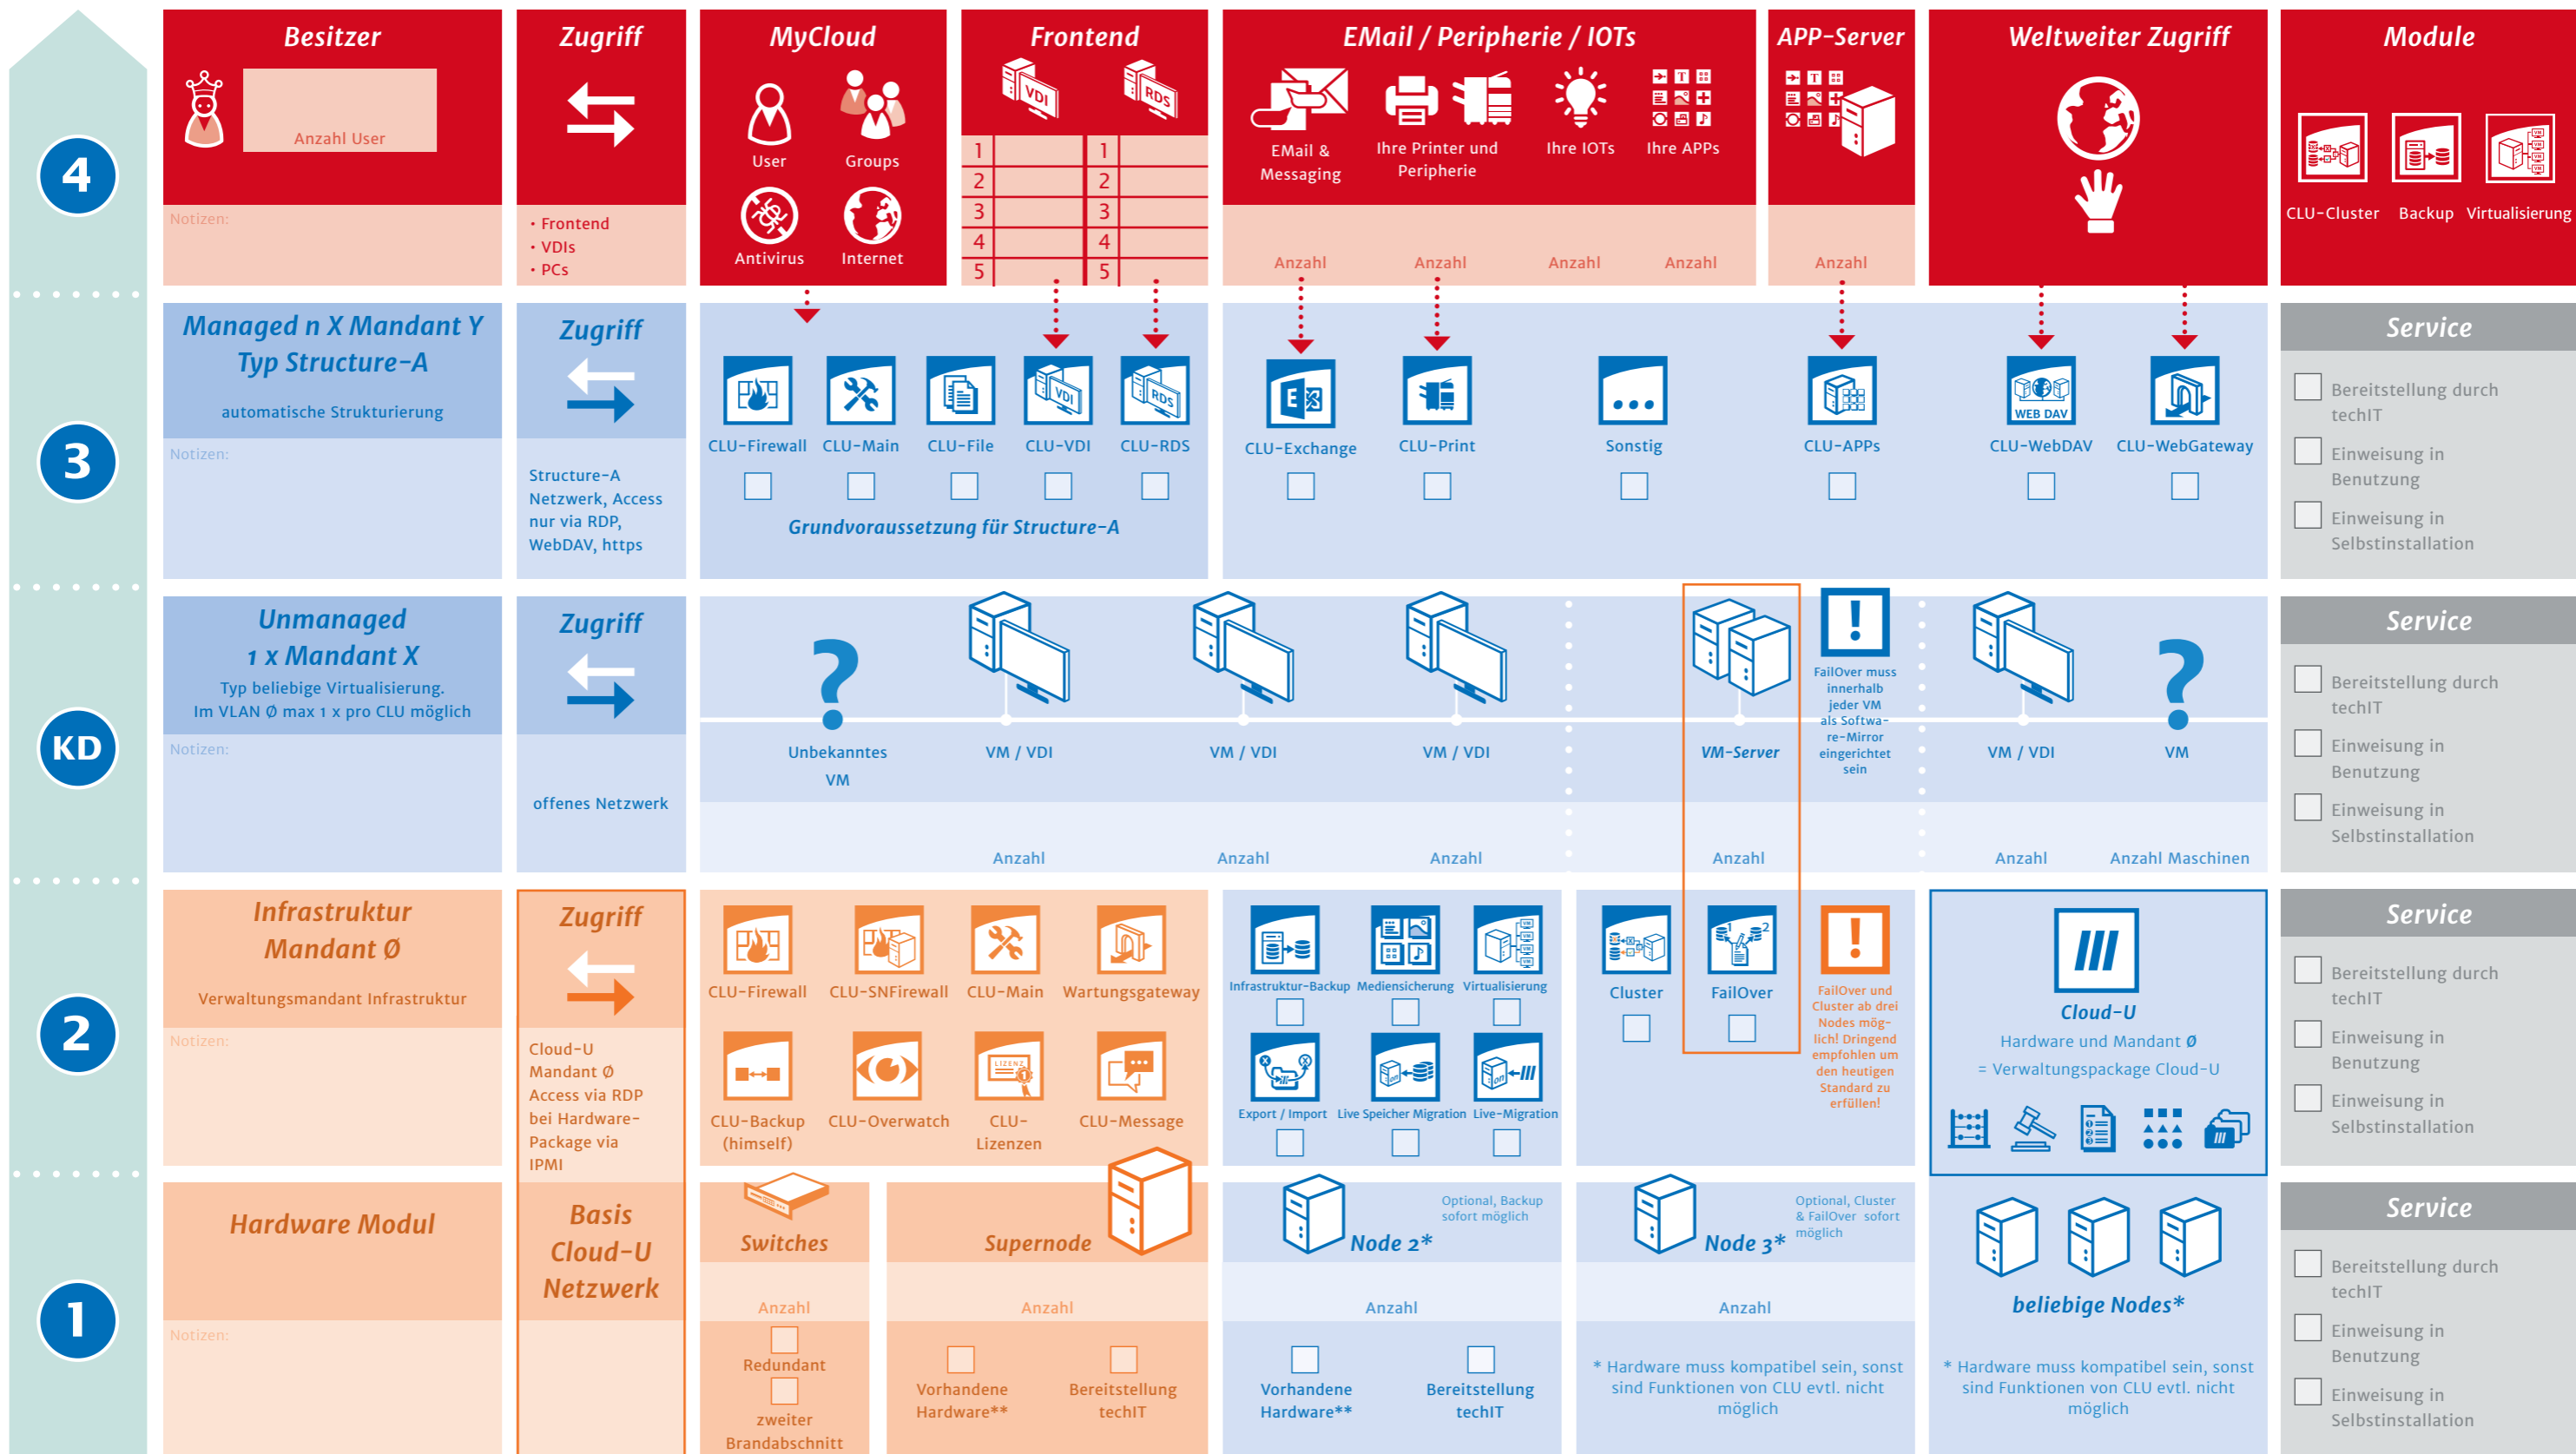 4
Besitzer
Anzahl User
Notizen:
Zugriff
• Frontend
• VDIs
• PCs
MyCloud
User
Groups
Antivirus
Internet
Frontend
VDI
RDS
1
1
2
2
3
3
4
4
5
5
EMail / Peripherie / IOTs
EMail &
Messaging
Ihre Printer und
Peripherie
Ihre IOTs
Ihre APPs
Anzahl
Anzahl
Anzahl
Anzahl
APP-Server
Anzahl
Weltweiter Zugriff
Module
CLU-Cluster
Backup
Virtualisierung
3
Managed n X Mandant Y
Typ Structure-A
automatische Strukturierung
Notizen:
Zugriff
Structure-A
Netzwerk, Access
nur via RDP,
WebDAV, https
VDI
RDS
CLU-Firewall
CLU-Main
CLU-File
CLU-VDI
CLU-RDS
Grundvoraussetzung für Structure-A
E
WEB DAV
CLU-Exchange
CLU-Print
Sonstig
CLU-APPs
CLU-WebDAV
CLU-WebGateway
Service
Bereitstellung durch
techIT
Einweisung in
Benutzung
Einweisung in
Selbstinstallation
KD
Unmanaged
1 x Mandant X
Typ beliebige Virtualisierung.
Im VLAN Ø max 1 x pro CLU möglich
Notizen:
Zugriff
offenes Netzwerk
?
Unbekanntes
VM
VM / VDI
Anzahl
VM / VDI
Anzahl
VM / VDI
Anzahl
VM-Server
Anzahl
!
FailOver muss
innerhalb
jeder VM
als Softwa-
re-Mirror
eingerichtet
sein
VM / VDI
Anzahl
?
VM
Anzahl Maschinen
Service
Bereitstellung durch
techIT
Einweisung in
Benutzung
Einweisung in
Selbstinstallation
2
Infrastruktur
Mandant Ø
Verwaltungsmandant Infrastruktur
Notizen:
Zugriff
Cloud-U
Mandant Ø
Access via RDP
bei Hardware-
Package via
IPMI
CLU-Firewall
CLU-SNFirewall
CLU-Main
Wartungsgateway
LIZENZ
CLU-Backup
(himself)
CLU-Overwatch
CLU-
Lizenzen
CLU-Message
Infrastruktur-Backup
Mediensicherung
Virtualisierung
Export / Import
Live Speicher Migration
Live-Migration
Cluster
1
2
FailOver
!
FailOver und
Cluster ab drei
Nodes mög-
lich! Dringend
empfohlen um
den heutigen
Standard zu
erfüllen!
Cloud-U
Hardware und Mandant Ø
= Verwaltungspackage Cloud-U
Service
Bereitstellung durch
techIT
Einweisung in
Benutzung
Einweisung in
Selbstinstallation
1
Hardware Modul
Notizen:
Basis
Cloud-U
Netzwerk
Switches
Anzahl
Redundant
zweiter
Brandabschnitt
Supernode
Anzahl
Vorhandene
Hardware**
Bereitstellung
techIT
Optional, Backup
sofort möglich
Node 2*
Anzahl
Vorhandene
Hardware**
Bereitstellung
techIT
Optional, Cluster
& FailOver sofort
möglich
Node 3*
Anzahl
* Hardware muss kompatibel sein, sonst
sind Funktionen von CLU evtl. nicht
möglich
beliebige Nodes*
* Hardware muss kompatibel sein, sonst
sind Funktionen von CLU evtl. nicht
möglich
Service
Bereitstellung durch
techIT
Einweisung in
Benutzung
Einweisung in
Selbstinstallation